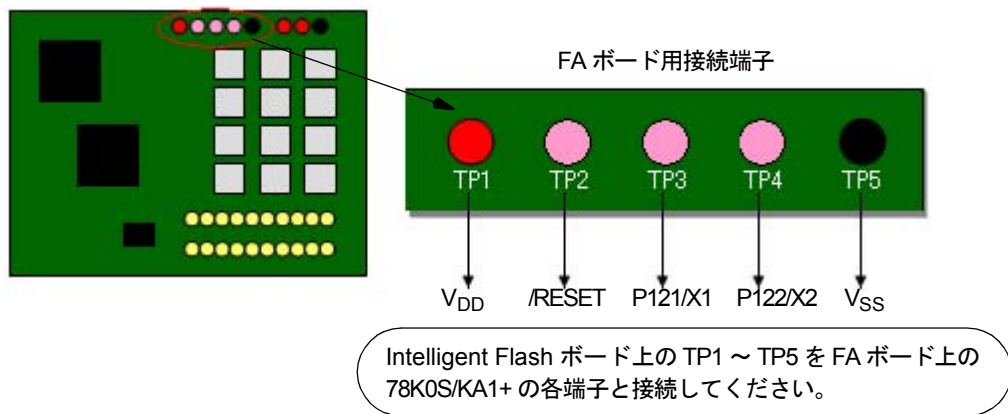 FA ボード用接続端子
TP1 TP2 TP3 TP4 TP5
VDD /RESET P121/X1 P122/X2 VSS
Intelligent Flash ボード上の TP1 ～ TP5 を FA ボード上の
78K0S/KA1+ の各端子と接続してください。